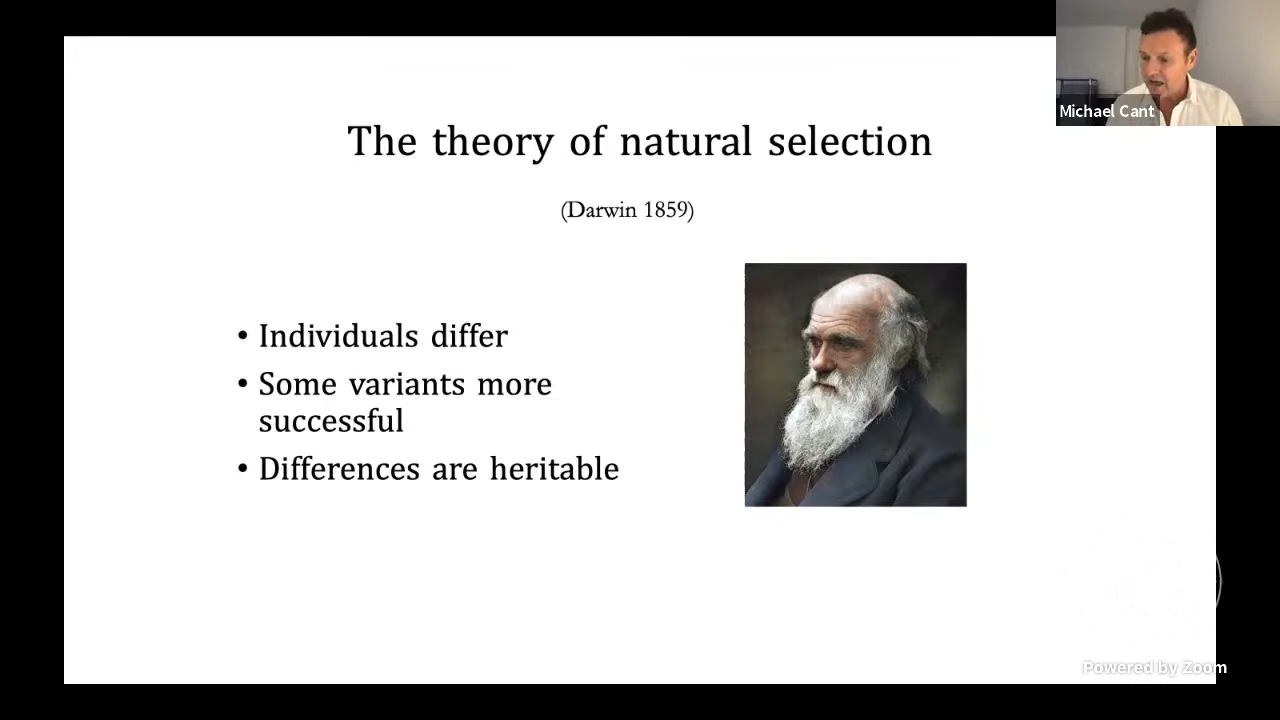 Michael Cant
The theory of natural selection
(Darwin 1859)
• Individuals differ
• Some variants more
successful
• Differences are heritable
Powered by Zoom